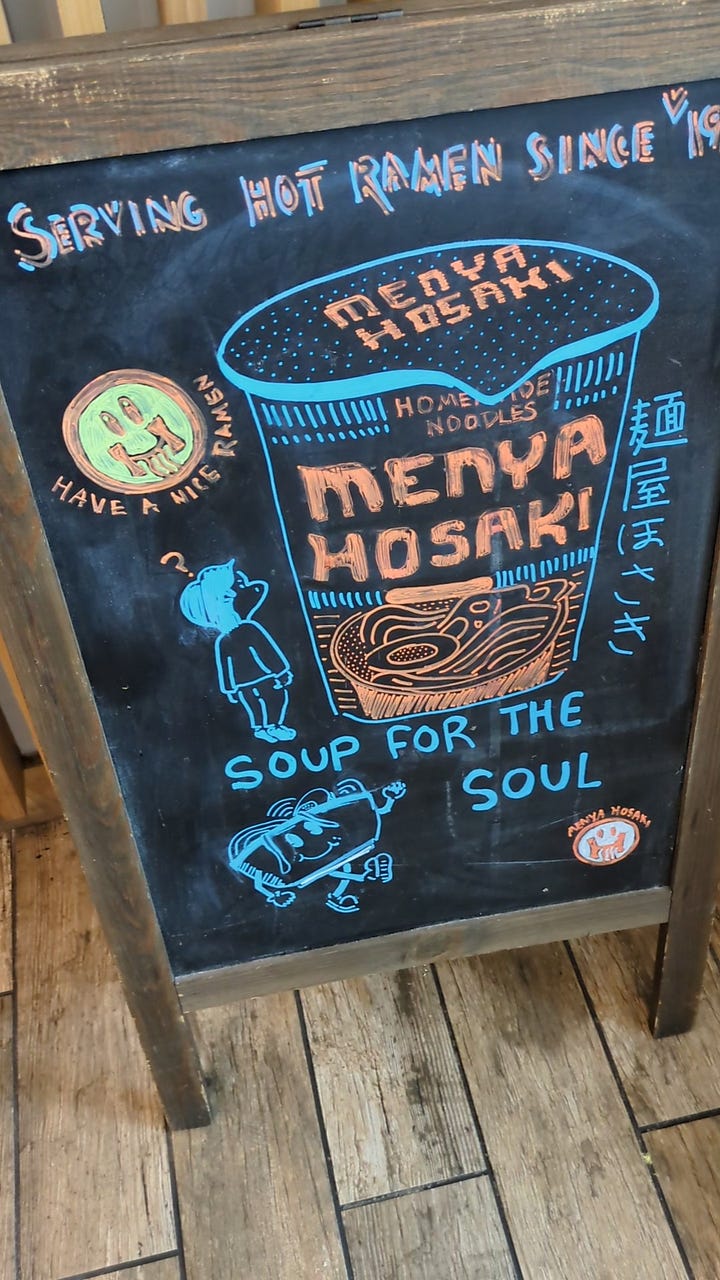 SERVING HOT RAMEN SINCE '19
MENYA
HOSAKI
HOMEMADE
NOODLES
MENYA
HOSAKI
麺屋ほさき
HAVE A NICE RAMEN
?
SOUP FOR THE
SOUL
MENYA HOSAKI